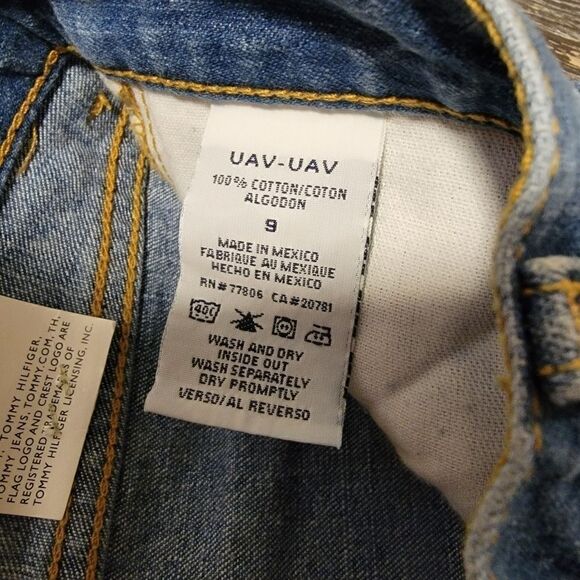 UAV-UAV
100% COTTON/COTON
ALGODON
9
MADE IN MEXICO
FABRIQUE AU MEXIQUE
HECHO EN MEXICO
RN# 77806 CA#20781
40C
WASH AND DRY
INSIDE OUT
WASH SEPARATELY
DRY PROMPTLY
VERSO/AL REVERSO
TOMMY HILFIGER,
TOMMY JEANS, TOMMY.COM, TH,
FLAG LOGO AND CREST LOGO ARE
REGISTERED TRADEMARKS OF
TOMMY HILFIGER LICENSING, INC.